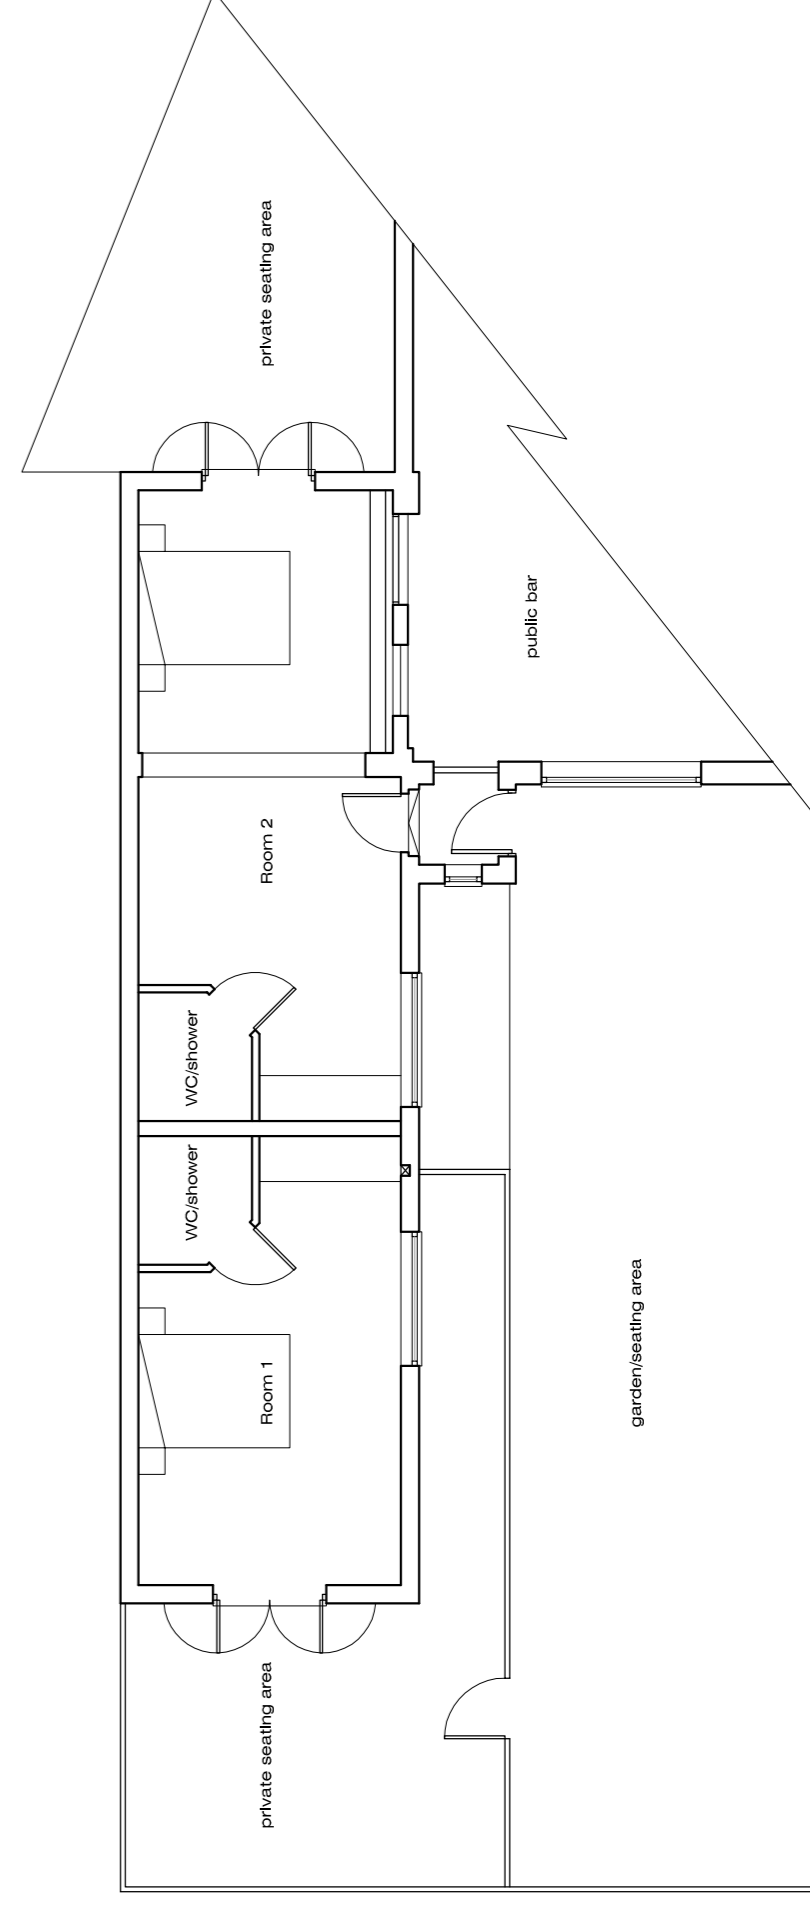 private seating area
public bar
Room 2
WC/shower
WC/shower
Room 1
garden/seating area
private seating area